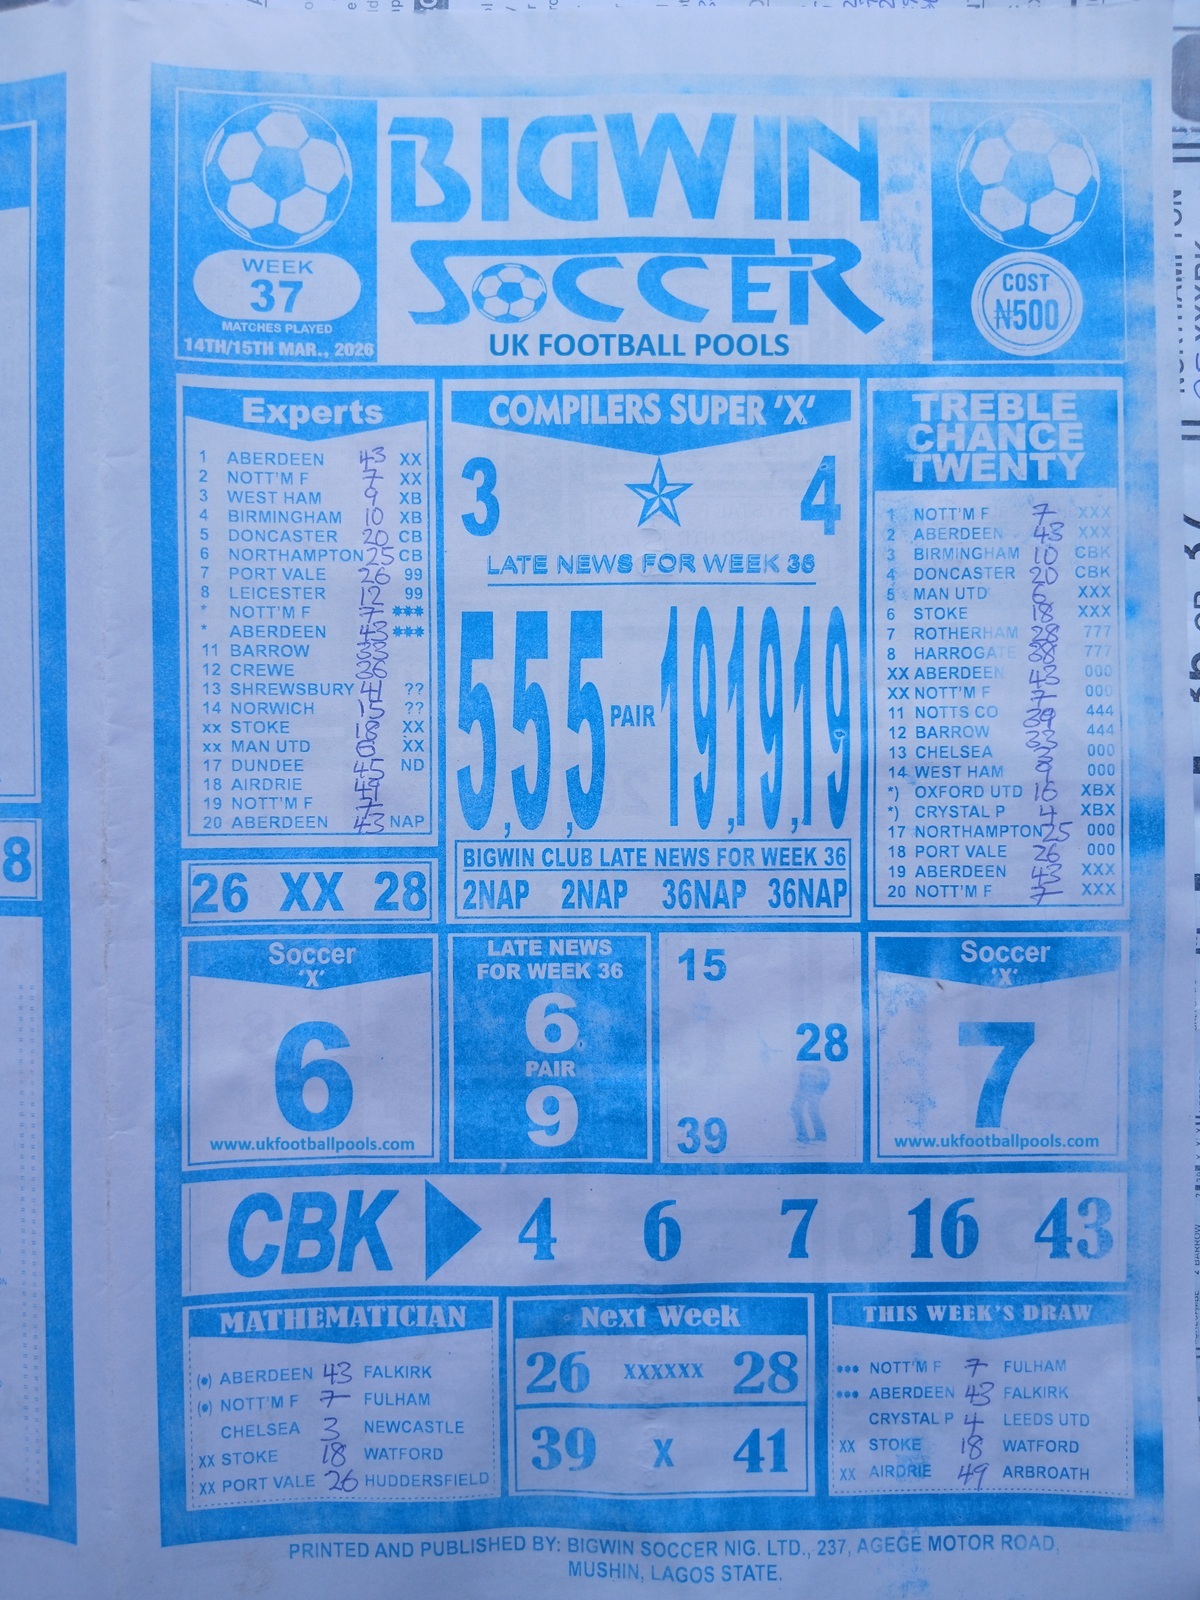 BIGWIN
SOCCER
UK FOOTBALL POOLS
WEEK
37
MATCHES PLAYED
14TH/15TH MAR., 2026
COST
₦500
Experts
1 ABERDEEN 43 XX
2 NOTT'M F 7 XX
3 WEST HAM 9 XB
4 BIRMINGHAM 10 XB
5 DONCASTER 20 CB
6 NORTHAMPTON 25 CB
7 PORT VALE 26 99
8 LEICESTER 12 99
* NOTT'M F 7 ***
* ABERDEEN 43 ***
11 BARROW 33
12 CREWE 36
13 SHREWSBURY 41 ??
14 NORWICH 15 ??
xx STOKE 18 XX
xx MAN UTD 6 XX
17 DUNDEE 45 ND
18 AIRDRIE 49
19 NOTT'M F 7
20 ABERDEEN 43 NAP
26 XX 28
COMPILERS SUPER 'X'
3 4
LATE NEWS FOR WEEK 36
5,5,5 PAIR 19,19,19
BIGWIN CLUB LATE NEWS FOR WEEK 36
2NAP 2NAP 36NAP 36NAP
TREBLE
CHANCE
TWENTY
1 NOTT'M F 7 XXX
2 ABERDEEN 43 XXX
3 BIRMINGHAM 10 CBK
4 DONCASTER 20 CBK
5 MAN UTD 6 XXX
6 STOKE 18 XXX
7 ROTHERHAM 28 777
8 HARROGATE 38 777
XX ABERDEEN 43 000
XX NOTT'M F 7 000
11 NOTTS CO 39 444
12 BARROW 33 444
13 CHELSEA 3 000
14 WEST HAM 9 000
*) OXFORD UTD 16 XBX
*) CRYSTAL P 4 XBX
17 NORTHAMPTON 25 000
18 PORT VALE 26 000
19 ABERDEEN 43 XXX
20 NOTT'M F 7 XXX
8
Soccer
'X'
6
www.ukfootballpools.com
LATE NEWS
FOR WEEK 36
6
PAIR
9
15
28
39
Soccer
'X'
7
www.ukfootballpools.com
CBK 4 6 7 16 43
MATHEMATICIAN
(•) ABERDEEN 43 FALKIRK
(•) NOTT'M F 7 FULHAM
CHELSEA 3 NEWCASTLE
XX STOKE 18 WATFORD
XX PORT VALE 26 HUDDERSFIELD
Next Week
26 XXXXXX 28
39 X 41
THIS WEEK'S DRAW
••• NOTT'M F 7 FULHAM
••• ABERDEEN 43 FALKIRK
CRYSTAL P 4 LEEDS UTD
XX STOKE 18 WATFORD
XX AIRDRIE 49 ARBROATH
PRINTED AND PUBLISHED BY: BIGWIN SOCCER NIG. LTD., 237, AGEGE MOTOR ROAD,
MUSHIN, LAGOS STATE.